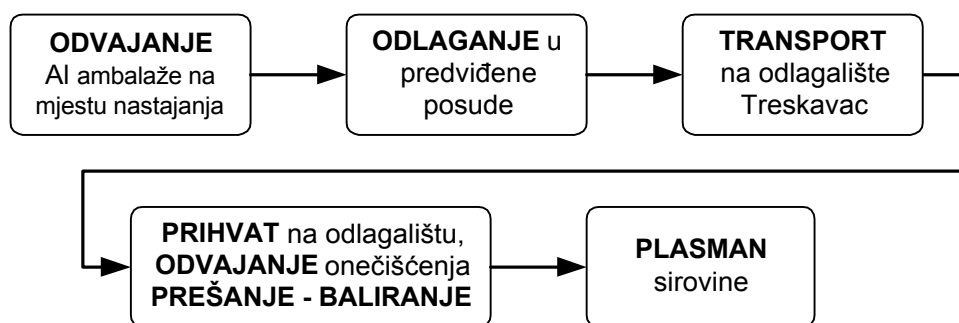 ODVAJANJE
Al ambalaže na
mjestu nastajanja
ODLAGANJE u
predviđene
posude
TRANSPORT
na odlagalište
Treskavac
PRIHVAT na odlagalištu,
ODVAJANJE onečišćenja
PREŠANJE - BALIRANJE
PLASMAN
sirovine